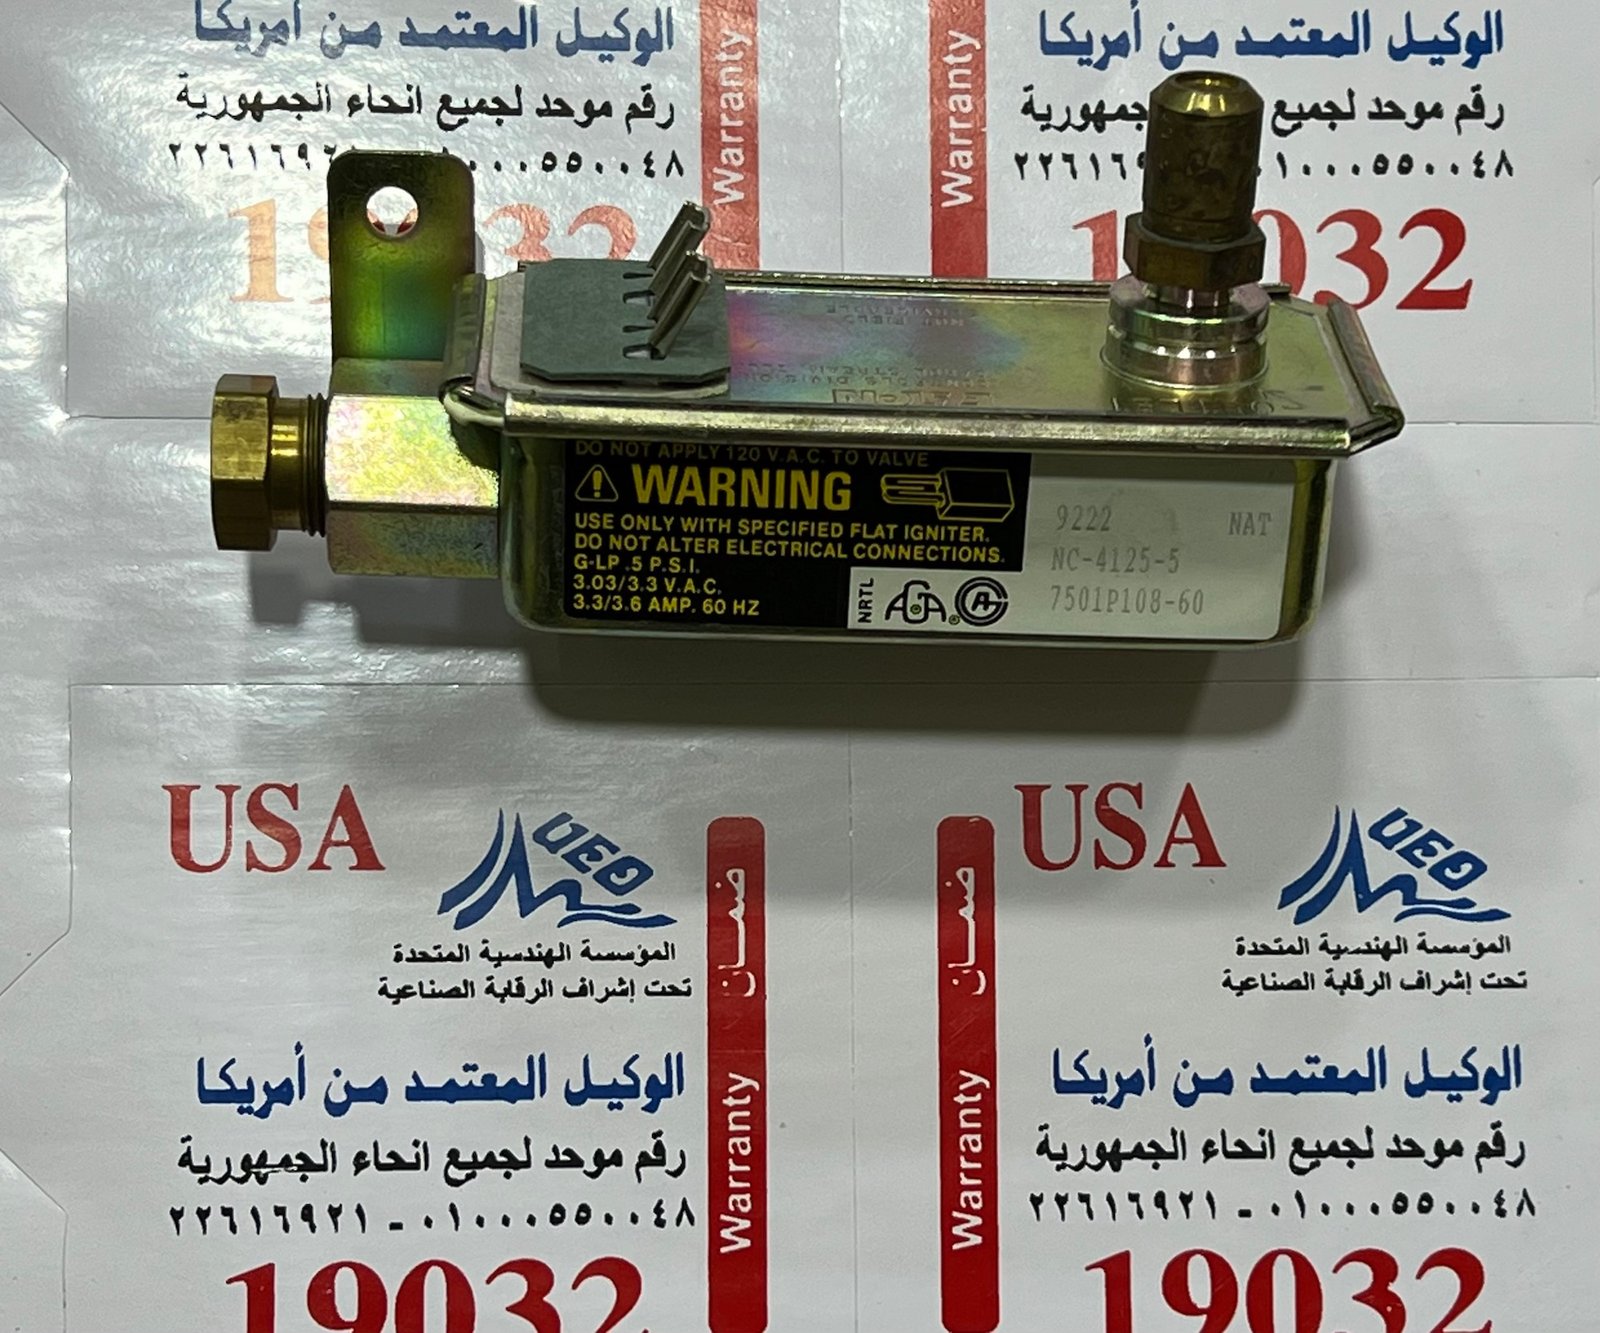 الوكيل المعتمد من أمريكا
رقم موحد لجميع انحاء الجمهورية
19032
Warranty
Warranty
الوكيل المعتمد من أمريكا
رقم موحد لجميع الجمهورية
٠١٠٠٠٥٥٠٠٤٨
19032
DO NOT APPLY 120 V.A.C. TO VALVE
WARNING
USE ONLY WITH SPECIFIED FLAT IGNITER.
DO NOT ALTER ELECTRICAL CONNECTIONS.
G-LP .5 P.S.I.
3.03/3.3 V.A.C.
3.3/3.6 AMP. 60 HZ
NRTL
AGA
9222 NAT
NC-4125-5
7501P108-60
USA
UEO
المؤسسة الهندسية المتحدة
تحت إشراف الرقابة الصناعية
الوكيل المعتمد من أمريكا
رقم موحد لجميع انحاء الجمهورية
٢٢٦١٦٩٢١ - ٠١٠٠٠٥٥٠٠٤٨
19032
ضمان
Warranty
ضمان
Warranty
USA
UEO
المؤسسة الهندسية المتحدة
تحت إشراف الرقابة الصناعية
الوكيل المعتمد من أمريكا
رقم موحد لجميع انحاء الجمهورية
٢٢٦١٦٩٢١ - ٠١٠٠٠٥٥٠٠٤٨
19032